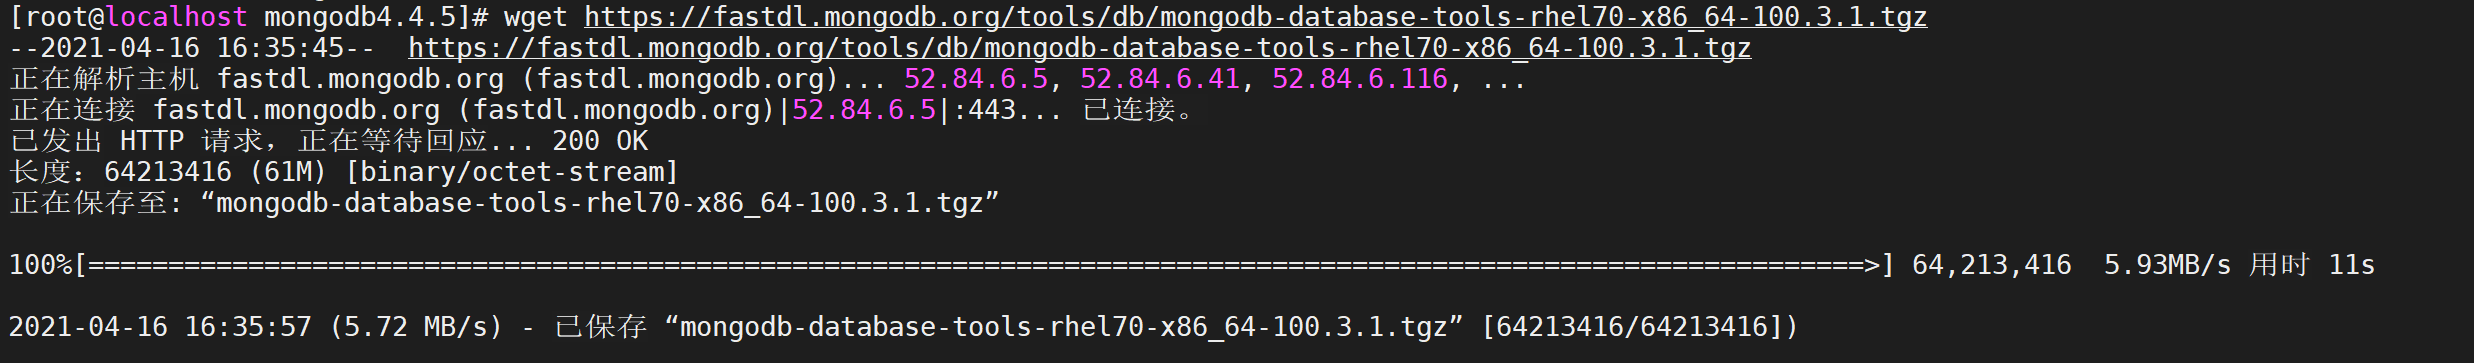 [root@localhost mongodb4.4.5]# wget https://fastdl.mongodb.org/tools/db/mongodb-database-tools-rhel70-x86_64-100.3.1.tgz
--2021-04-16 16:35:45--  https://fastdl.mongodb.org/tools/db/mongodb-database-tools-rhel70-x86_64-100.3.1.tgz
正在解析主机 fastdl.mongodb.org (fastdl.mongodb.org)... 52.84.6.5, 52.84.6.41, 52.84.6.116, ...
正在连接 fastdl.mongodb.org (fastdl.mongodb.org)|52.84.6.5|:443... 已连接。
已发出 HTTP 请求，正在等待回应... 200 OK
长度：64213416 (61M) [binary/octet-stream]
正在保存至: “mongodb-database-tools-rhel70-x86_64-100.3.1.tgz”
100%[===============================================================================================================>] 64,213,416  5.93MB/s 用时 11s
2021-04-16 16:35:57 (5.72 MB/s) - 已保存 “mongodb-database-tools-rhel70-x86_64-100.3.1.tgz” [64213416/64213416])